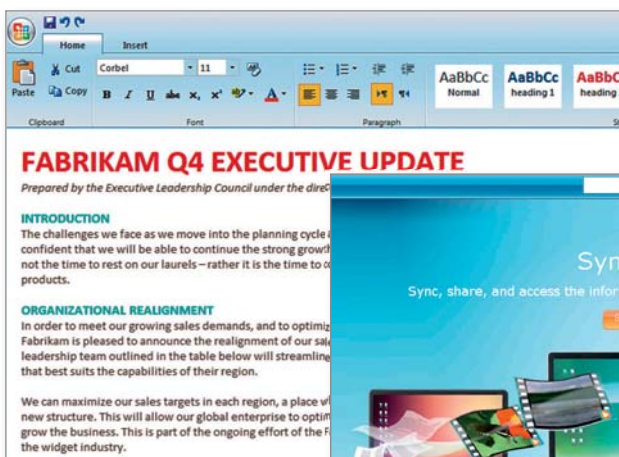 Home Insert
Paste
Cut
Copy
Clipboard
Corbel 11
B I U abc x₂ x²
Font
Paragraph
AaBbCc AaBbCc AaBbC
Normal heading 1 heading
FABRIKAM Q4 EXECUTIVE UPDATE
Prepared by the Executive Leadership Council under the
INTRODUCTION
The challenges we face as we move into the planning cycle
confident that we will be able to continue the strong
not the time to rest on our laurels – rather it is the time to
products.
ORGANIZATIONAL REALIGNMENT
In order to meet our growing sales demands, and to
Fabrikam is pleased to announce the realignment of our
leadership team outlined in the table below will
that best suits the capabilities of their region.
We can maximize our sales targets in each region, a place
new structure. This will allow our global enterprise to
grow the business. This is part of the ongoing effort of the
the widget industry.
Syn
Sync, share, and access the infor